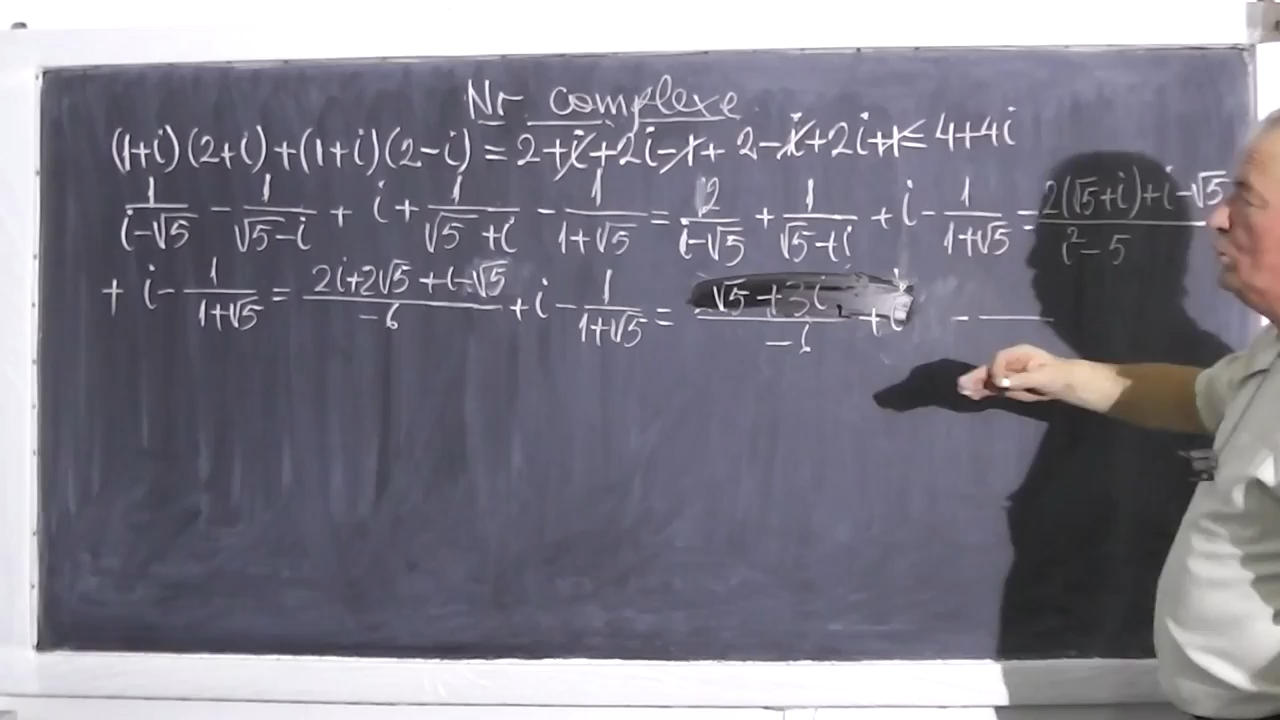 Nr complexe
(1+i)(2+i)+(1+i)(2-i)=2+i+2i-1+2-i+2i+1=4+4i
1/(i-√5) - 1/(√5-i) + i + 1/(√5+i) - 1/(1+√5) = 2/(i-√5) + 1/(√5+i) + i - 1/(1+√5) = (2(√5+i)+i-√5)/(i²-5)
+ i - 1/(1+√5) = (2i+2√5+i-√5)/(-6) + i - 1/(1+√5) = (√5+3i)/(-6) + i -